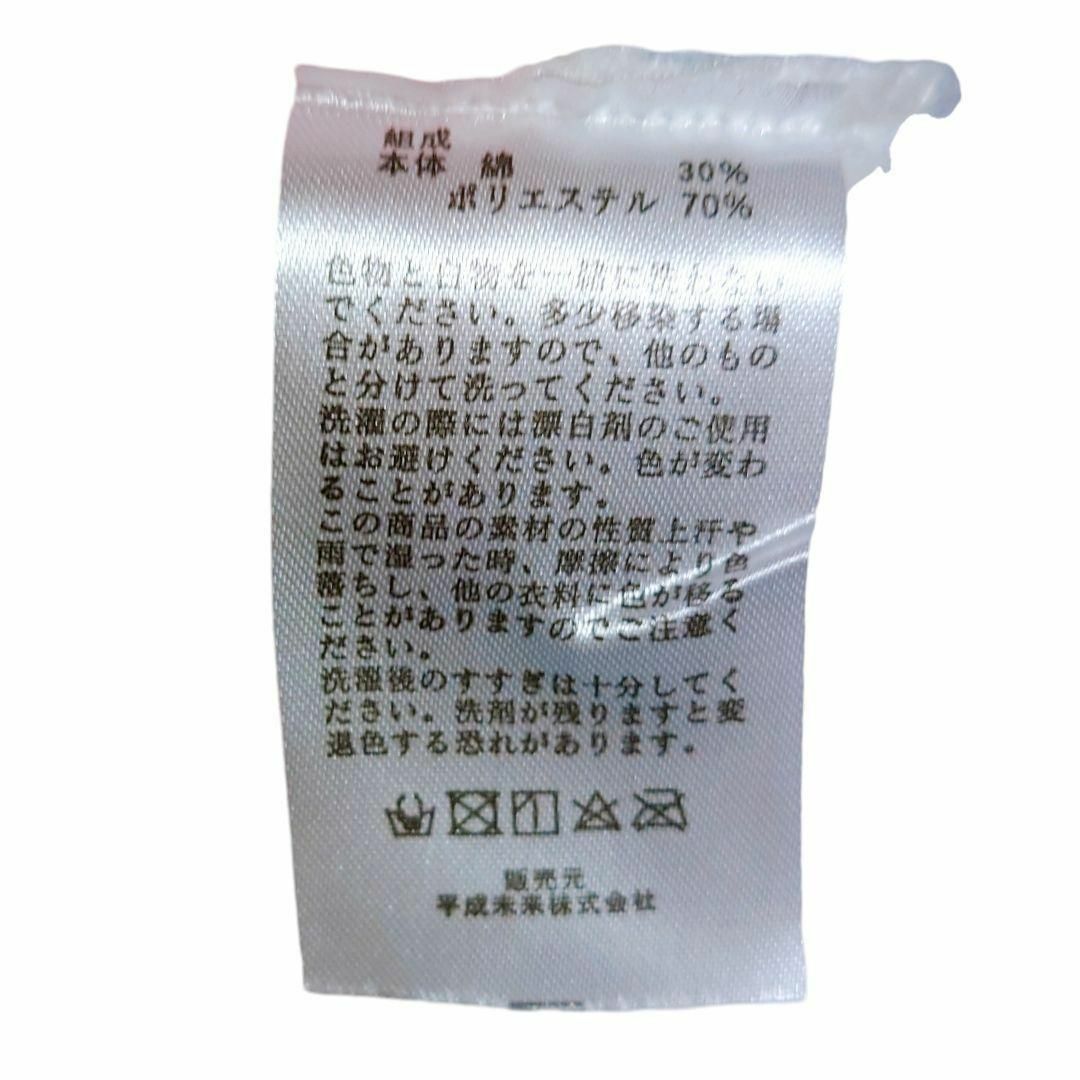 組成
本体 綿 30%
ポリエステル 70%
色物と白物を一緒に洗わない
でください。多少移染する場
合がありますので、他のもの
と分けて洗ってください。
洗濯の際には漂白剤のご使用
はお避けください。色が変わ
ることがあります。
この商品の素材の性質上汗や
雨で湿った時、摩擦により色
落ちし、他の衣料に色が移る
ことがありますのでご注意く
ださい。
洗濯後のすすぎは十分してく
ださい。洗剤が残りますと変
退色する恐れがあります。
販売元
平成未来株式会社